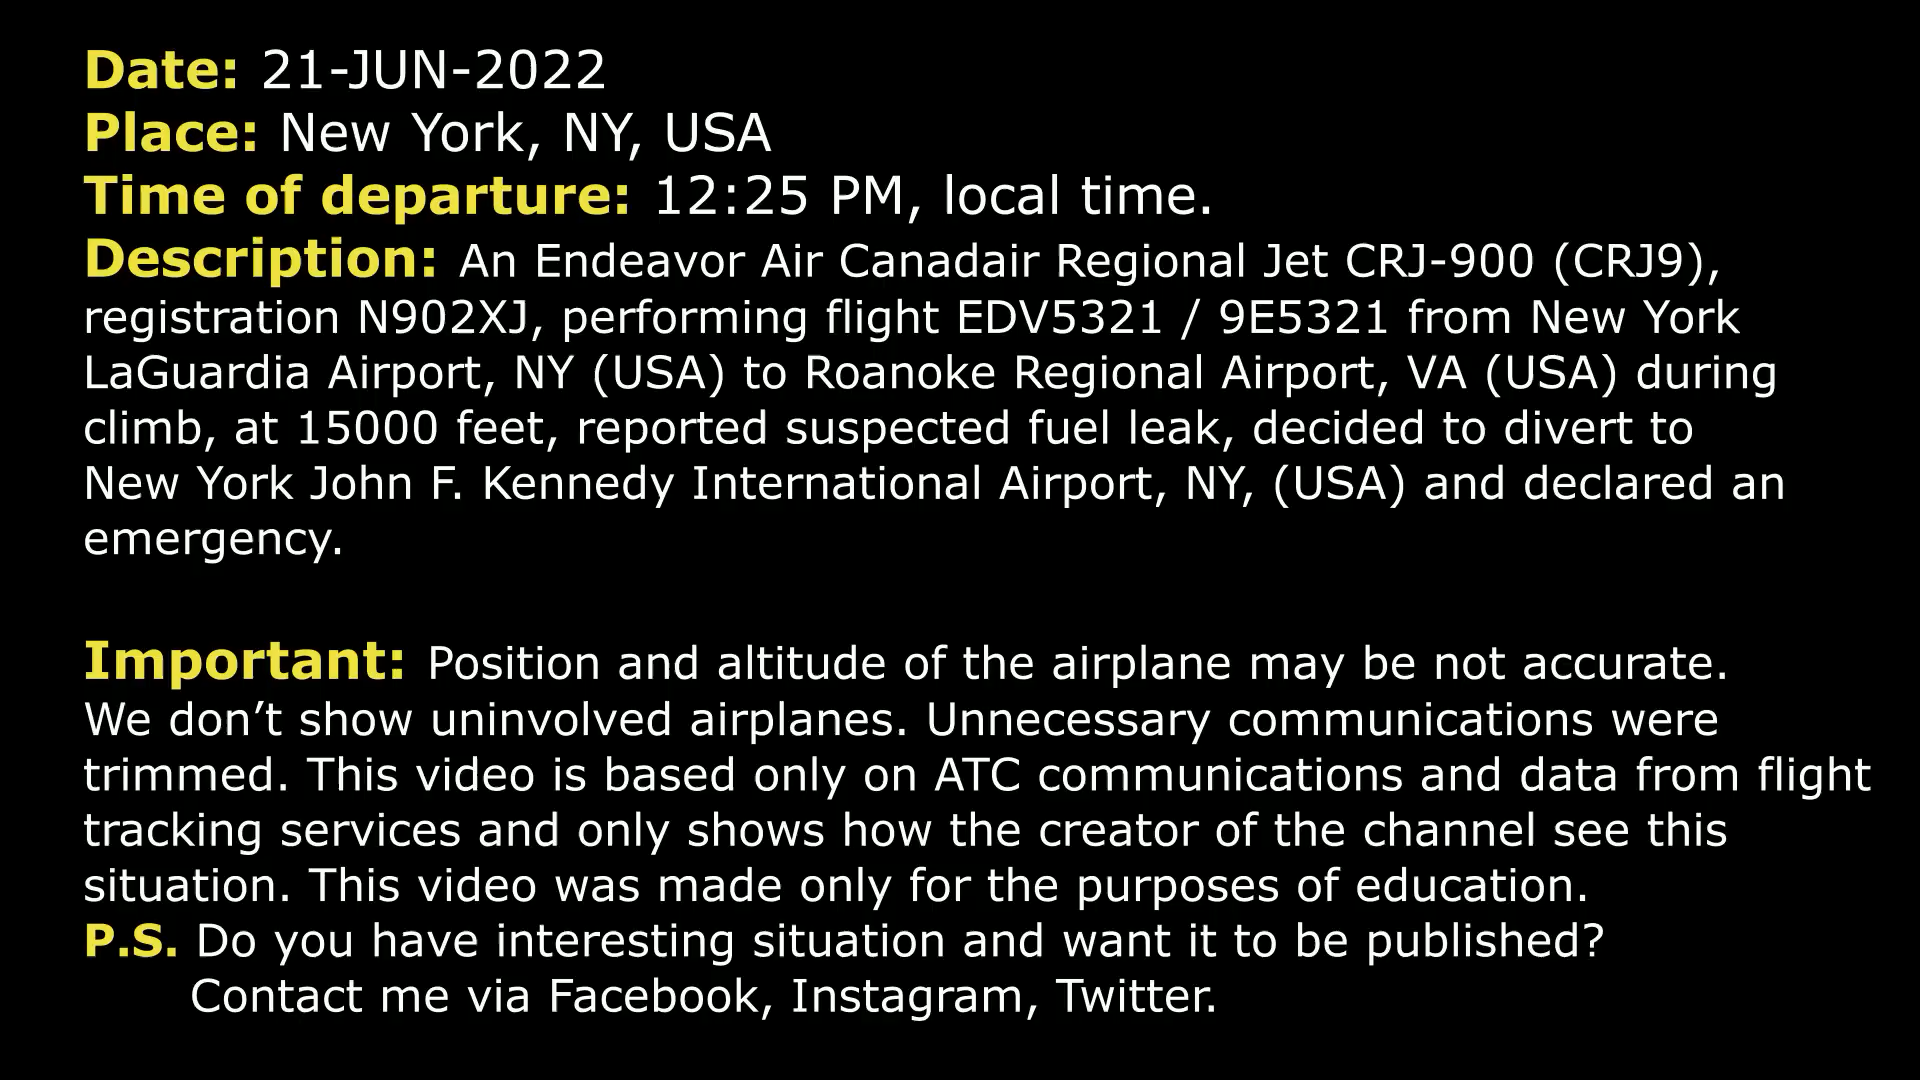 Date: 21-JUN-2022
Place: New York, NY, USA
Time of departure: 12:25 PM, local time.
Description: An Endeavor Air Canadair Regional Jet CRJ-900 (CRJ9),
registration N902XJ, performing flight EDV5321 / 9E5321 from New York
LaGuardia Airport, NY (USA) to Roanoke Regional Airport, VA (USA) during
climb, at 15000 feet, reported suspected fuel leak, decided to divert to
New York John F. Kennedy International Airport, NY, (USA) and declared an
emergency.
Important: Position and altitude of the airplane may be not accurate.
We don’t show uninvolved airplanes. Unnecessary communications were
trimmed. This video is based only on ATC communications and data from flight
tracking services and only shows how the creator of the channel see this
situation. This video was made only for the purposes of education.
P.S. Do you have interesting situation and want it to be published?
Contact me via Facebook, Instagram, Twitter.